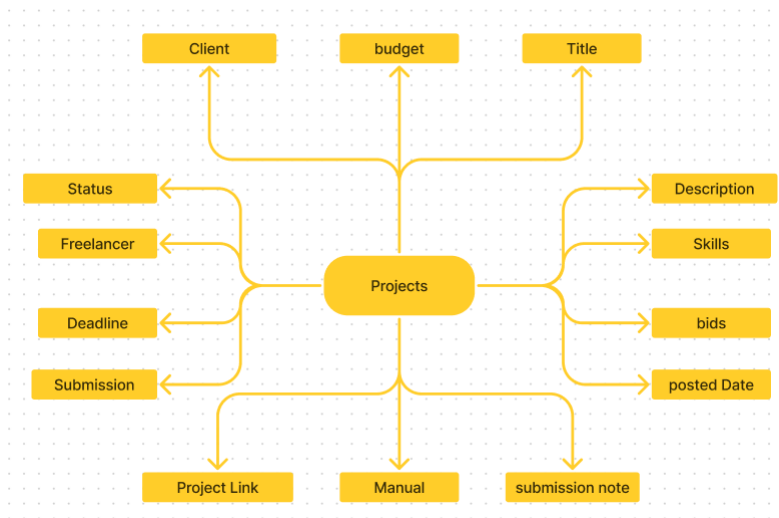 Client
budget
Title
Status
Description
Freelancer
Skills
Projects
Deadline
bids
Submission
posted Date
Project Link
Manual
submission note